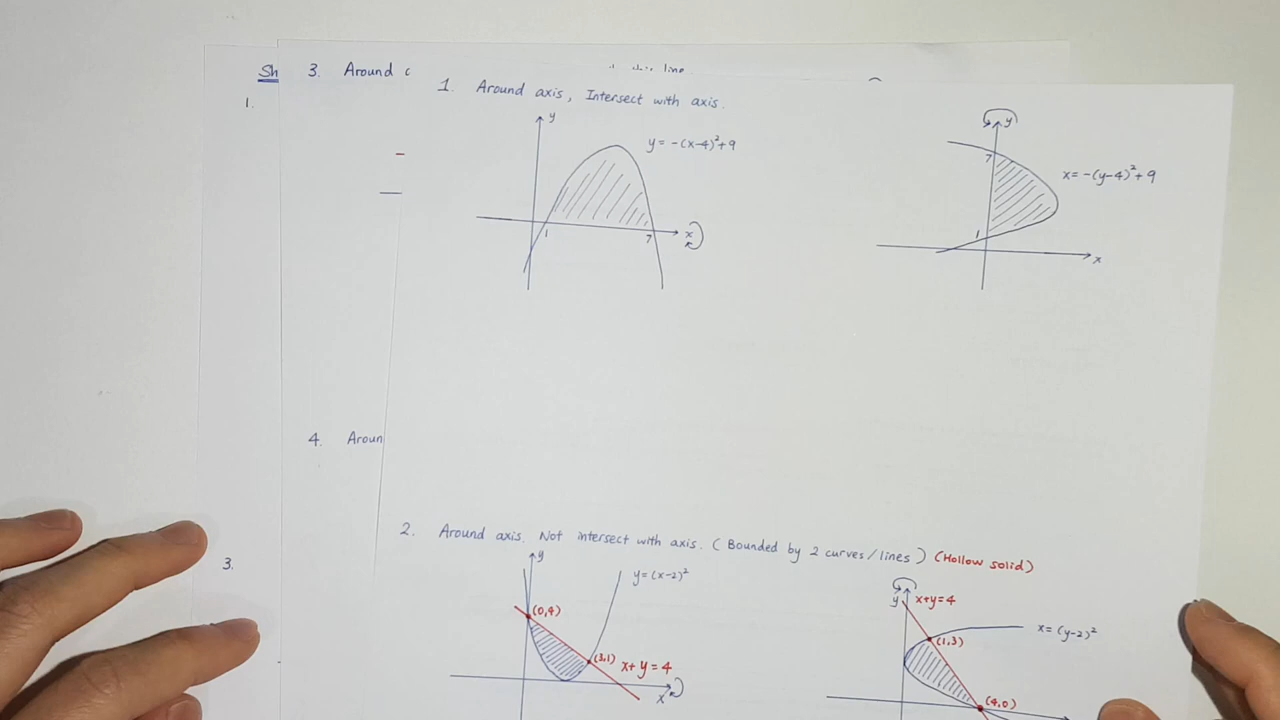 Sh
1.
3. Around
1. Around axis, Intersect with axis.
y
y = -(x-4)²+9
1
7
x
y
7
x = -(y-4)²+9
1
x
4. Aroun
3.
2. Around axis. Not intersect with axis. (Bounded by 2 curves/lines) (Hollow solid)
y
y = (x-2)²
(0,4)
(3,1)
x+y = 4
x
y
x+y=4
x = (y-2)²
(1,3)
(4,0)